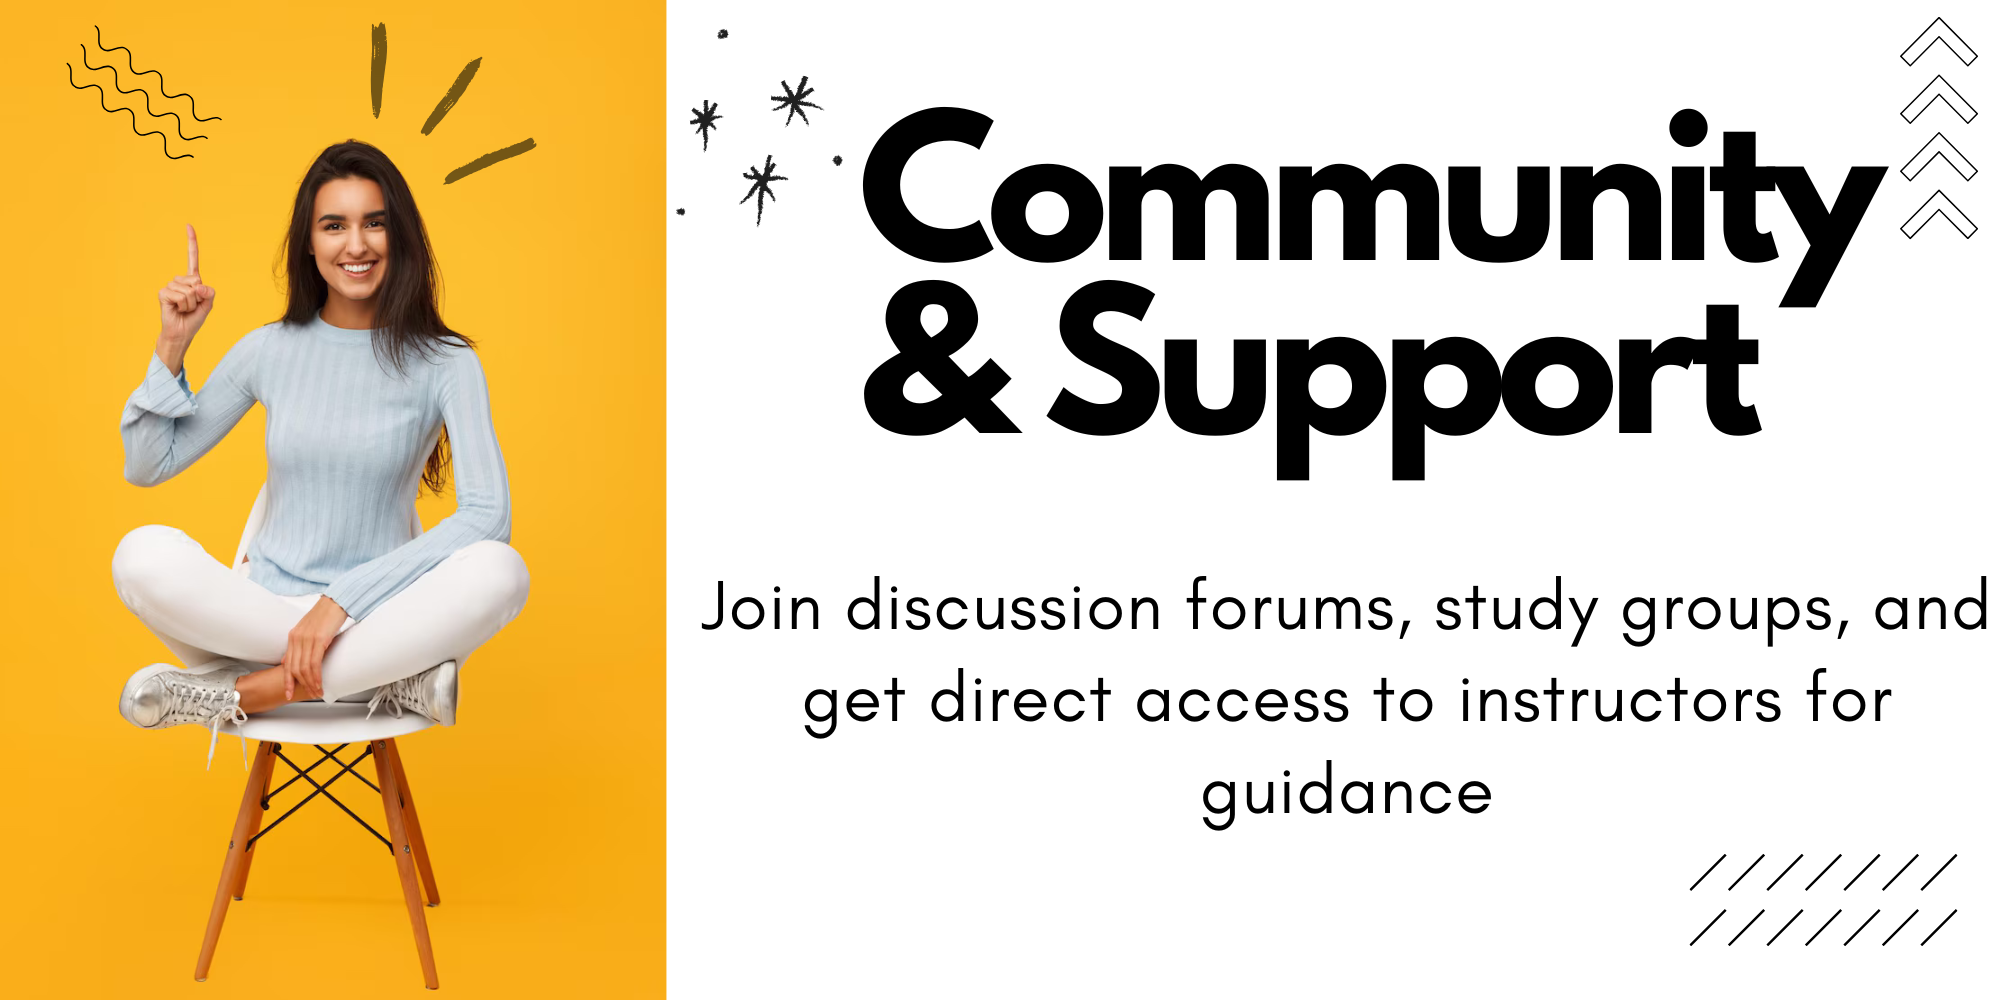 Community
& Support
Join discussion forums, study groups, and
get direct access to instructors for
guidance